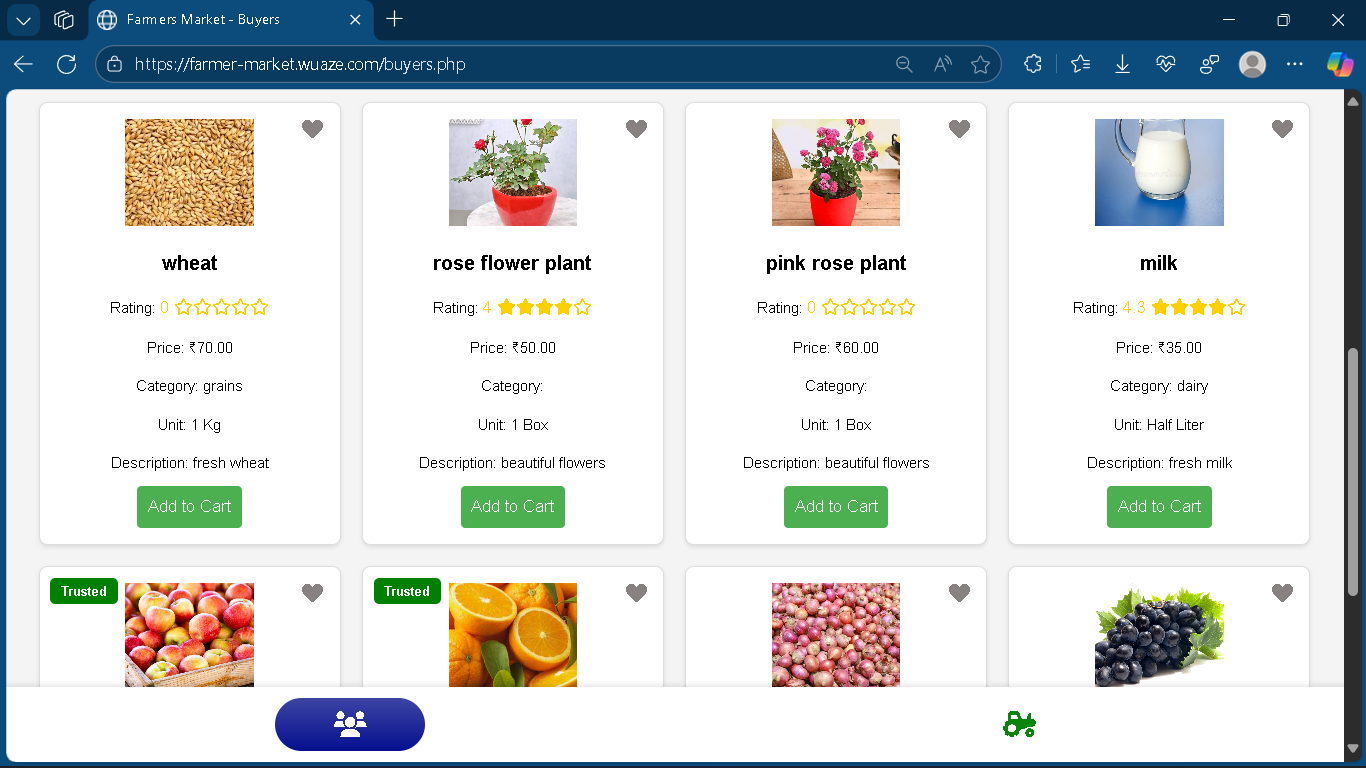 Farmers Market - Buyers
https://farmer-market.wuaze.com/buyers.php
wheat
Rating: 0
Price: ₹70.00
Category: grains
Unit: 1 Kg
Description: fresh wheat
Add to Cart
rose flower plant
Rating: 4
Price: ₹50.00
Category:
Unit: 1 Box
Description: beautiful flowers
Add to Cart
pink rose plant
Rating: 0
Price: ₹60.00
Category:
Unit: 1 Box
Description: beautiful flowers
Add to Cart
milk
Rating: 4.3
Price: ₹35.00
Category: dairy
Unit: Half Liter
Description: fresh milk
Add to Cart
Trusted
Trusted